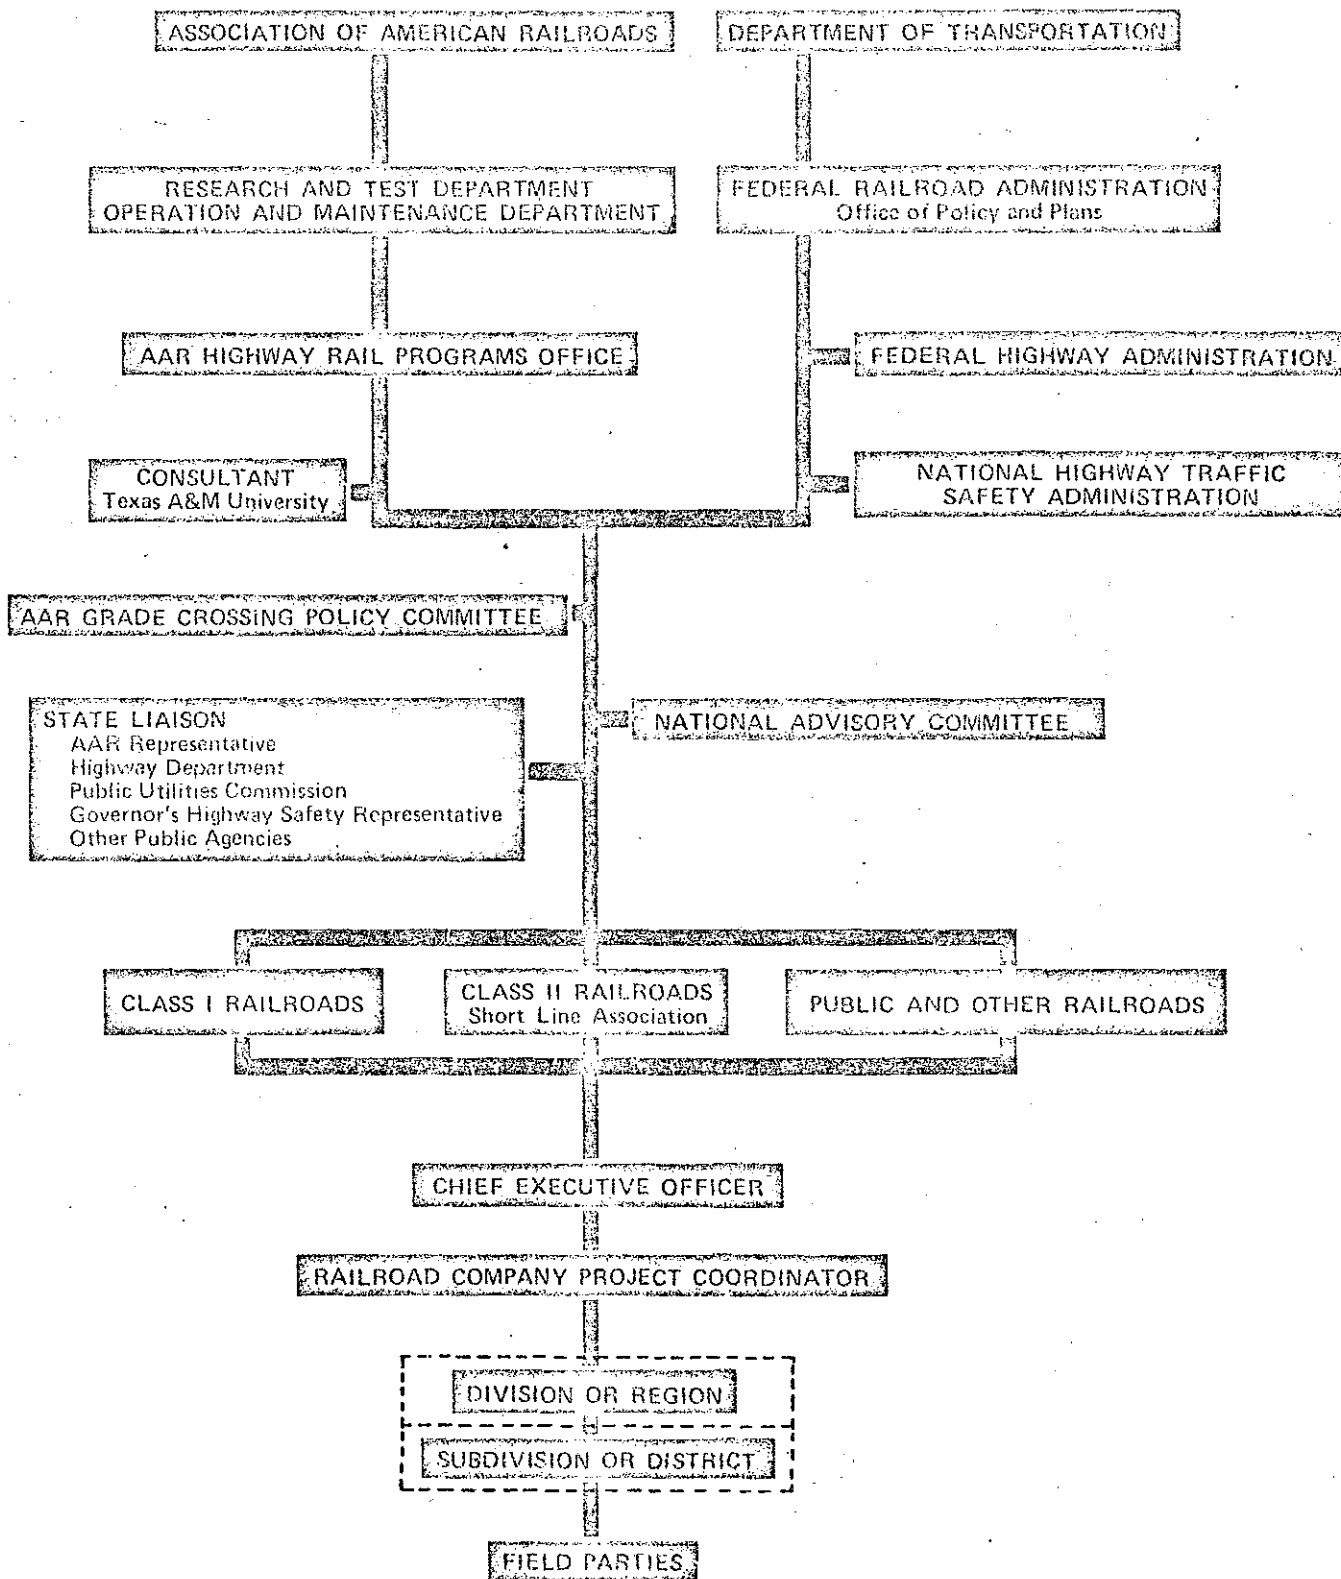 ASSOCIATION OF AMERICAN RAILROADS
DEPARTMENT OF TRANSPORTATION
RESEARCH AND TEST DEPARTMENT
OPERATION AND MAINTENANCE DEPARTMENT
FEDERAL RAILROAD ADMINISTRATION
Office of Policy and Plans
AAR HIGHWAY RAIL PROGRAMS OFFICE
FEDERAL HIGHWAY ADMINISTRATION
CONSULTANT
Texas A&M University
NATIONAL HIGHWAY TRAFFIC
SAFETY ADMINISTRATION
AAR GRADE CROSSING POLICY COMMITTEE
STATE LIAISON
AAR Representative
Highway Department
Public Utilities Commission
Governor's Highway Safety Representative
Other Public Agencies
NATIONAL ADVISORY COMMITTEE
CLASS I RAILROADS
CLASS II RAILROADS
Short Line Association
PUBLIC AND OTHER RAILROADS
CHIEF EXECUTIVE OFFICER
RAILROAD COMPANY PROJECT COORDINATOR
DIVISION OR REGION
SUBDIVISION OR DISTRICT
FIELD PARTIES